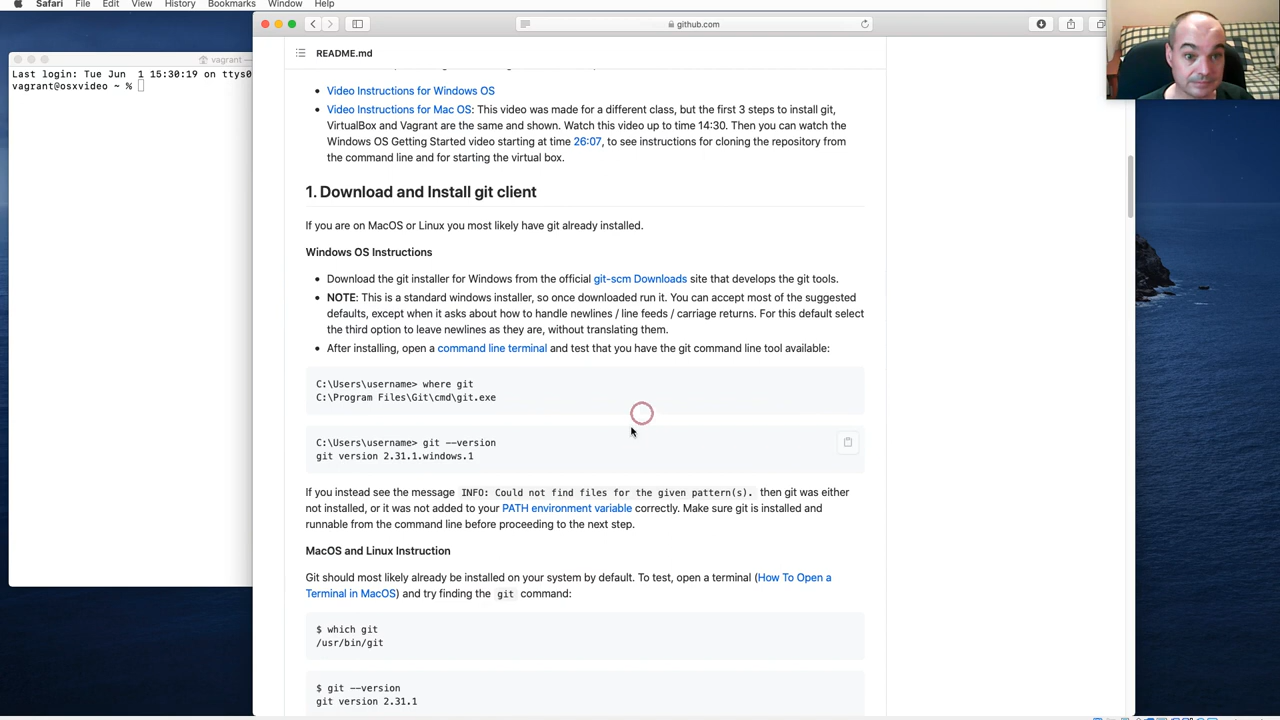 Safari File Edit View History Bookmarks Window Help
github.com
vagrant —
Last login: Tue Jun  1 15:30:19 on ttys0
vagrant@osxvideo ~ %
README.md
Video Instructions for Windows OS
Video Instructions for Mac OS: This video was made for a different class, but the first 3 steps to install git,
VirtualBox and Vagrant are the same and shown. Watch this video up to time 14:30. Then you can watch the
Windows OS Getting Started video starting at time 26:07, to see instructions for cloning the repository from
the command line and for starting the virtual box.
1. Download and Install git client
If you are on MacOS or Linux you most likely have git already installed.
Windows OS Instructions
Download the git installer for Windows from the official git-scm Downloads site that develops the git tools.
NOTE: This is a standard windows installer, so once downloaded run it. You can accept most of the suggested
defaults, except when it asks about how to handle newlines / line feeds / carriage returns. For this default select
the third option to leave newlines as they are, without translating them.
After installing, open a command line terminal and test that you have the git command line tool available:
C:\Users\username> where git
C:\Program Files\Git\cmd\git.exe
C:\Users\username> git --version
git version 2.31.1.windows.1
If you instead see the message INFO: Could not find files for the given pattern(s). then git was either
not installed, or it was not added to your PATH environment variable correctly. Make sure git is installed and
runnable from the command line before proceeding to the next step.
MacOS and Linux Instruction
Git should most likely already be installed on your system by default. To test, open a terminal (How To Open a
Terminal in MacOS) and try finding the git command:
$ which git
/usr/bin/git
$ git --version
git version 2.31.1